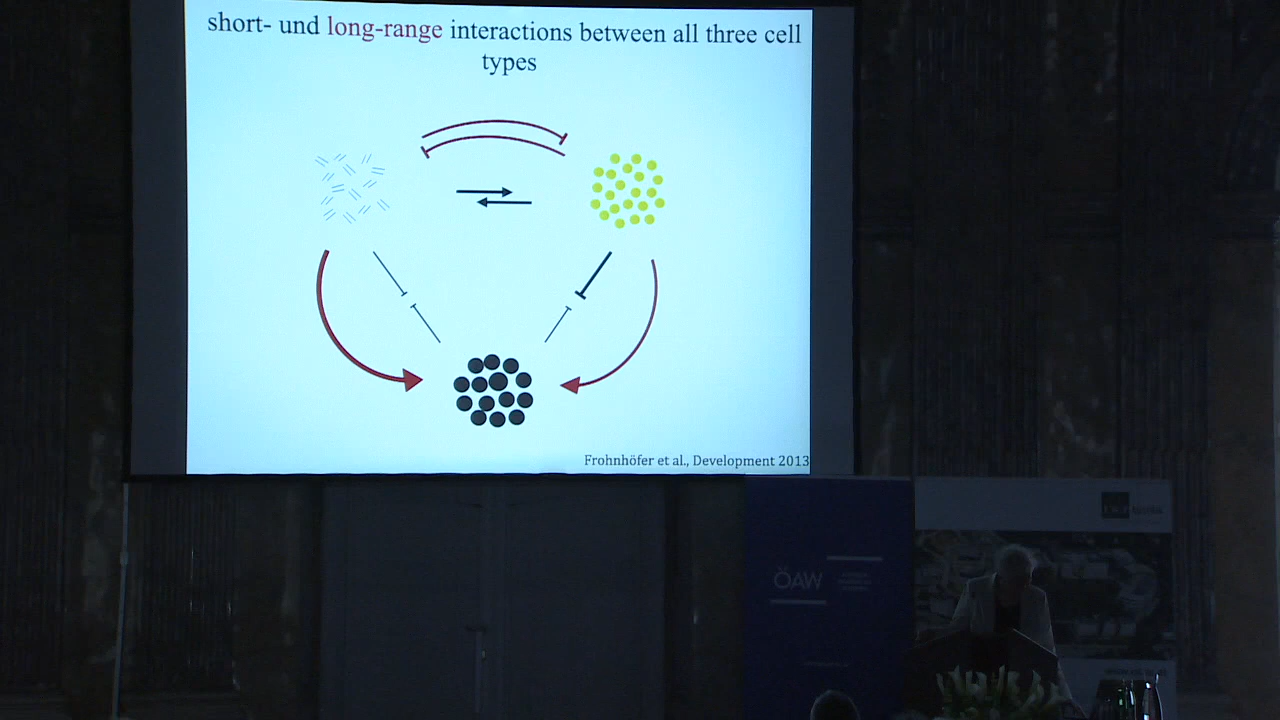 short- und long-range interactions between all three cell
types
Frohnhöfer et al., Development 2013
ÖAW